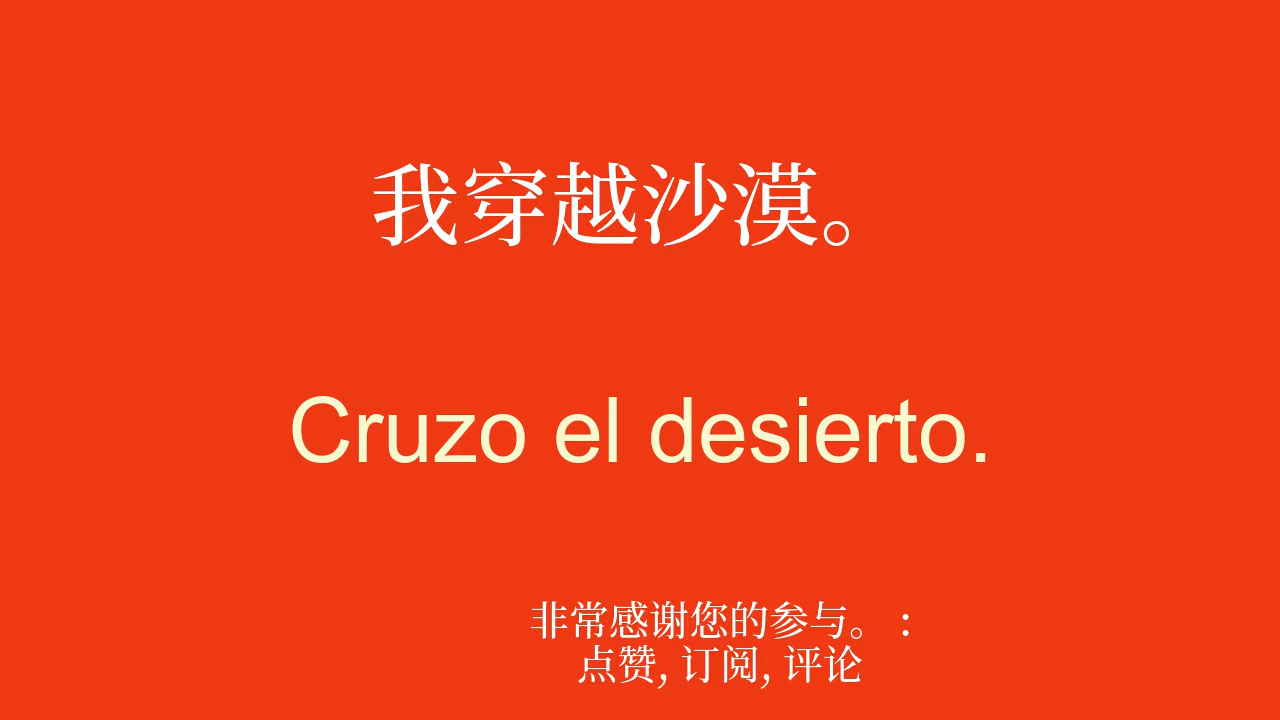 我穿越沙漠。
Cruzo el desierto.
非常感谢您的参与。 :
点赞, 订阅, 评论